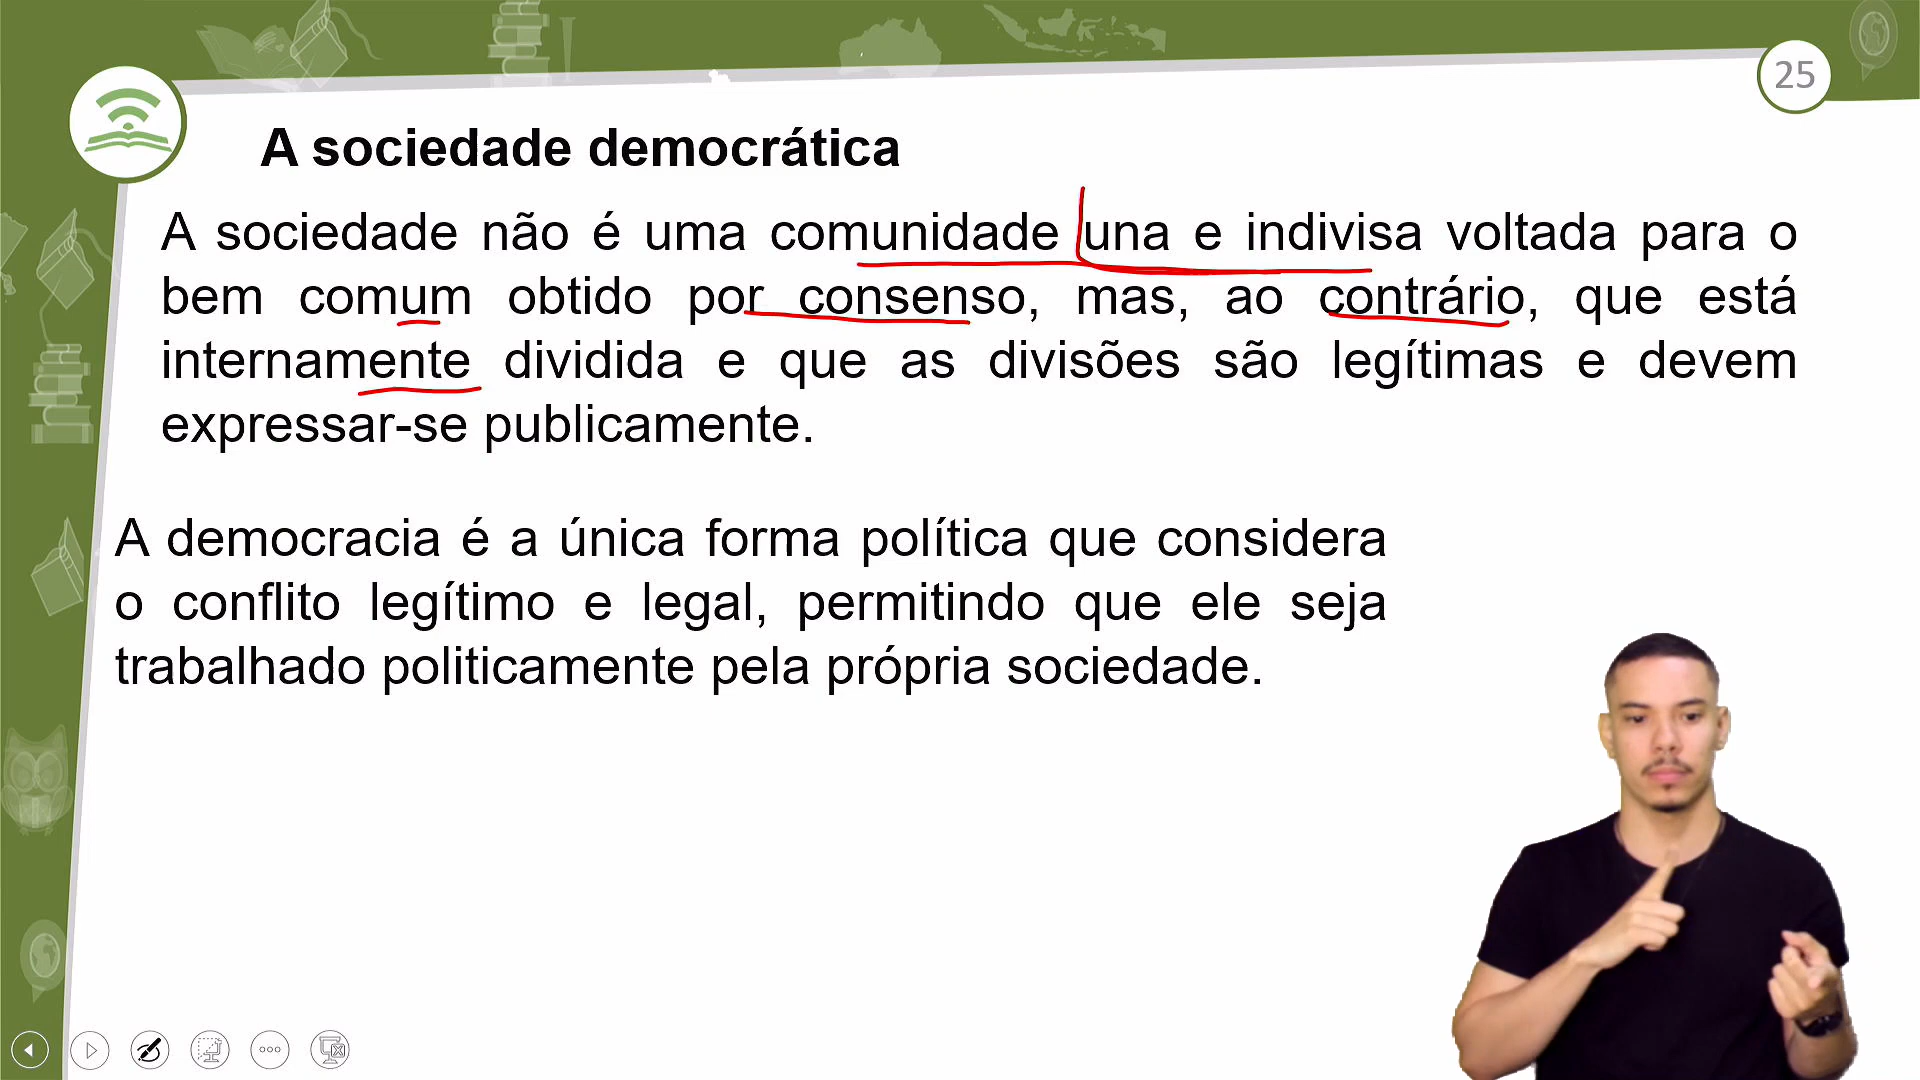 25
A sociedade democrática
A sociedade não é uma comunidade una e indivisa voltada para o
bem comum obtido por consenso, mas, ao contrário, que está
internamente dividida e que as divisões são legítimas e devem
expressar-se publicamente.
A democracia é a única forma política que considera
o conflito legítimo e legal, permitindo que ele seja
trabalhado politicamente pela própria sociedade.